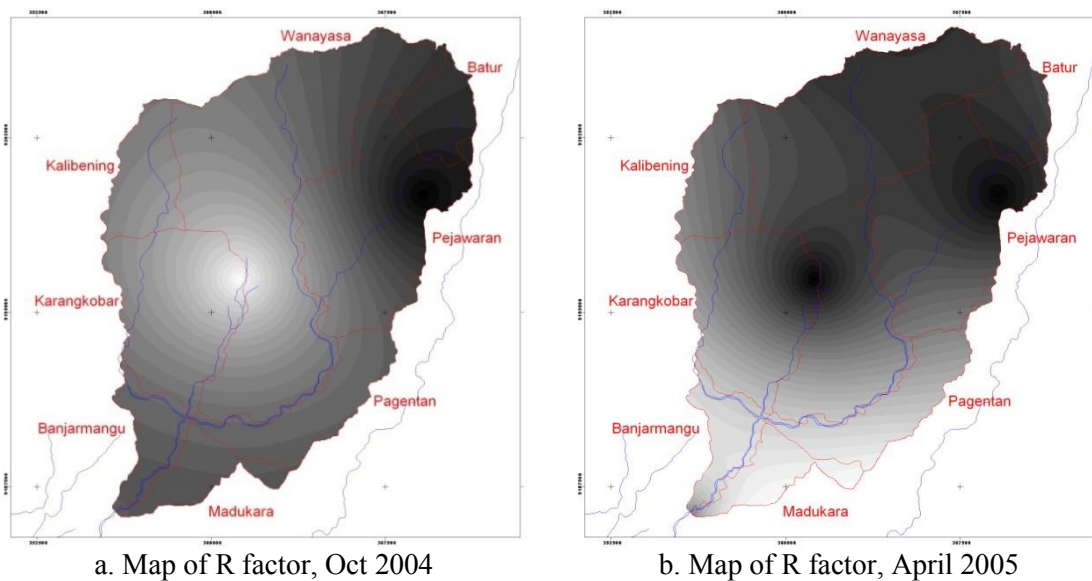 Wanayasa
Batur
Kalibening
Pejawaran
Karangkobar
Pagentan
Banjarmangu
Madukara
a. Map of R factor, Oct 2004
Wanayasa
Batur
Kalibening
Pejawaran
Karangkobar
Pagentan
Banjarmangu
Madukara
b. Map of R factor, April 2005